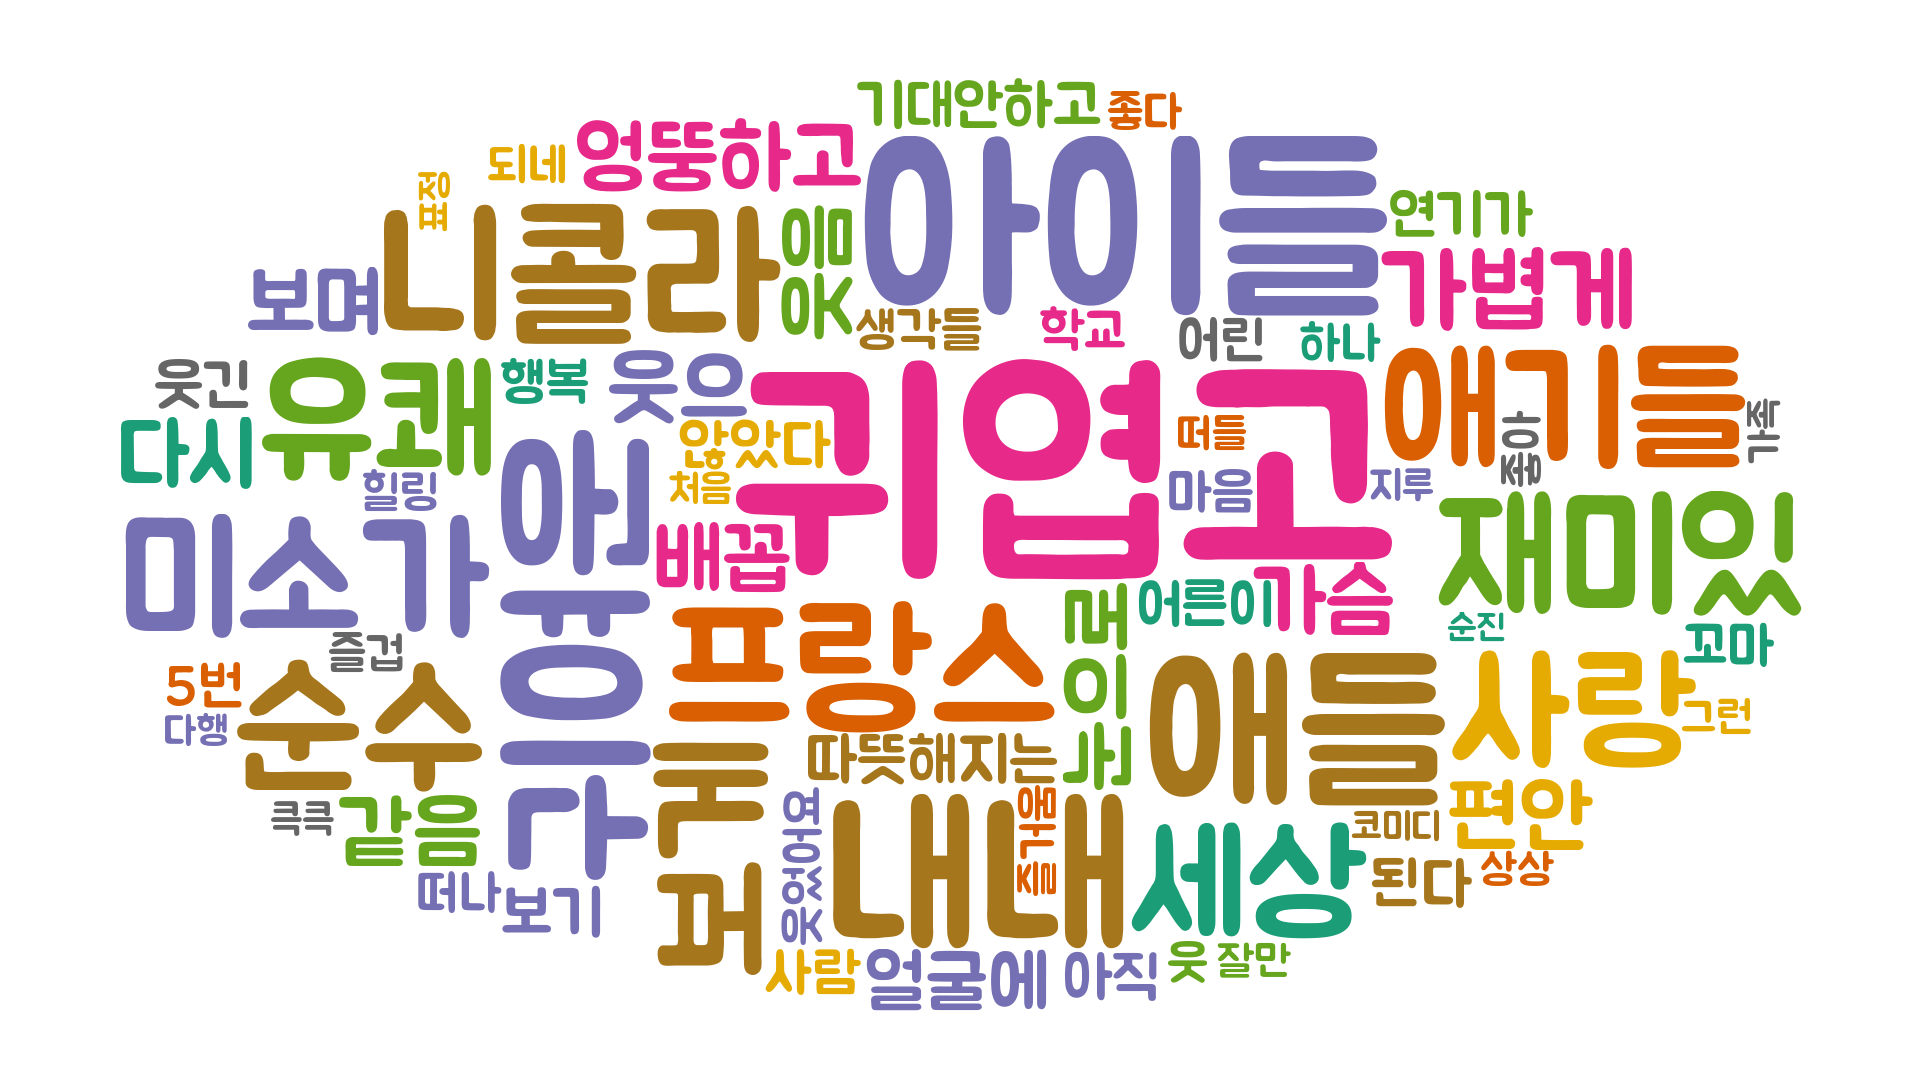 기대안하고
좋다
엉뚱하고
되네
아이들
표정
연기가
니콜라
웃음
가볍게
보며
생각들
학교
어린
하나
애기들
웃긴
유쾌
행복
웃으
귀엽고
다시
않았다
떠들
힐링
처음
마음
지루
재미있
미소가
배꼽
어른이
가슴
순진
꼬마
즐겁
프랑스
애들
사랑
5번
다행
순수
그런
따뜻해지는
편안
큭큭
같음
내내
세상
코미디
된다
상상
떠나
보기
웃었어
사람
얼굴에
아직
웃
잘만